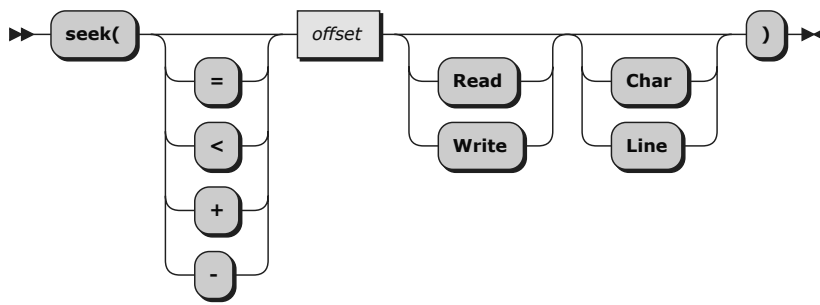 seek( offset )
= Read Char
< Write Line
+
-